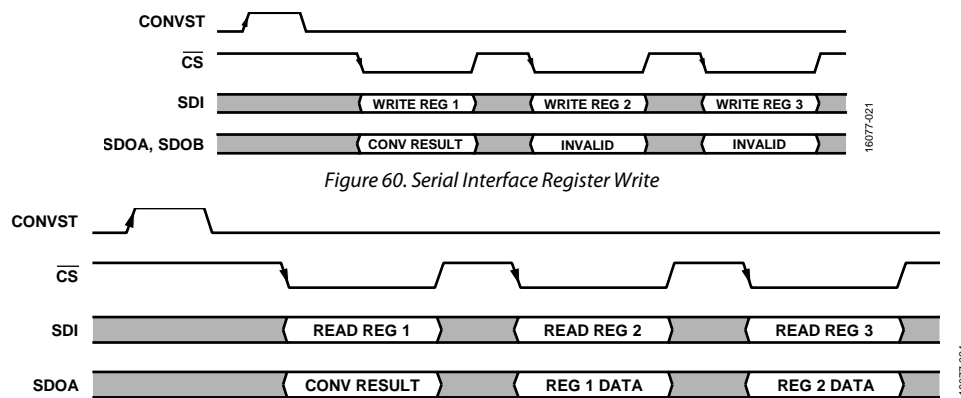 CONVST
CS
SDI WRITE REG 1 WRITE REG 2 WRITE REG 3
SDOA, SDOB CONV RESULT INVALID INVALID
16077-021
Figure 60. Serial Interface Register Write
CONVST
CS
SDI READ REG 1 READ REG 2 READ REG 3
SDOA CONV RESULT REG 1 DATA REG 2 DATA